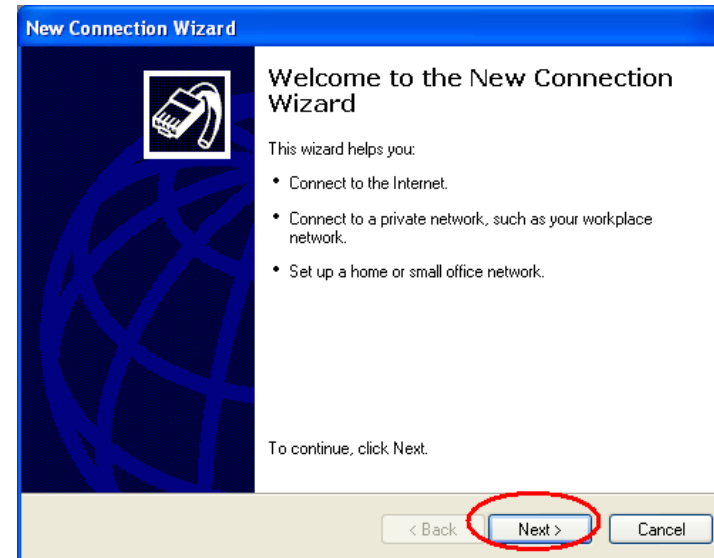 New Connection Wizard
Welcome to the New Connection
Wizard
This wizard helps you:
• Connect to the Internet.
• Connect to a private network, such as your workplace
network.
• Set up a home or small office network.
To continue, click Next.
< Back Next > Cancel